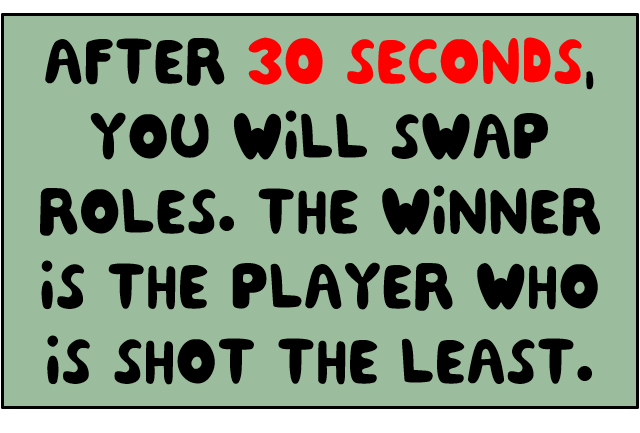 AFTER 30 SECONDS,
YOU WiLL SWAP
ROLES. THE WiNNER
iS THE PLAYER WHO
iS SHOT THE LEAST.